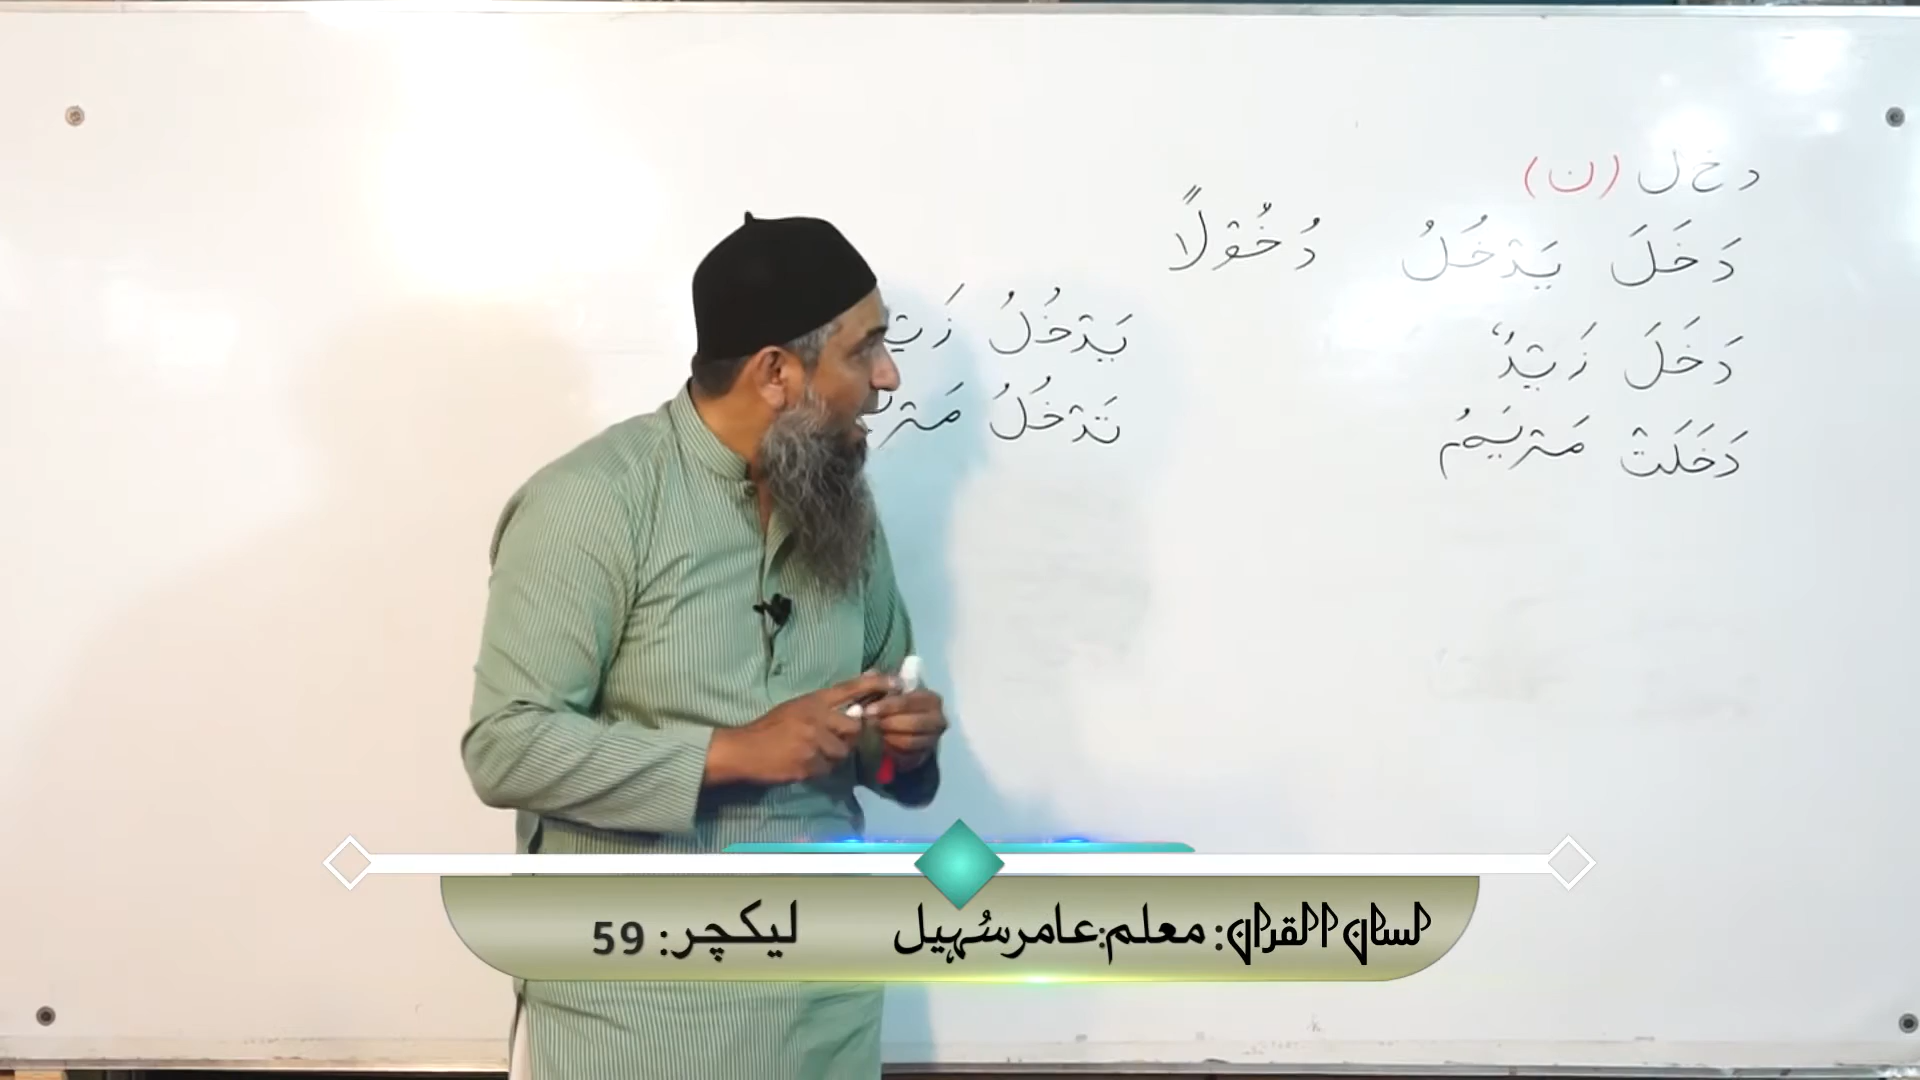 د خ ل (ن)
دَخَلَ يَدْخُلُ دُخُوْلًا
دَخَلَ زَيْدٌ
يَدْخُلُ
دَخَلَتْ مَرْيَمُ
تَدْخُلُ
لسان القرآن: معلم: عامر سُہیل لیکچر: 59